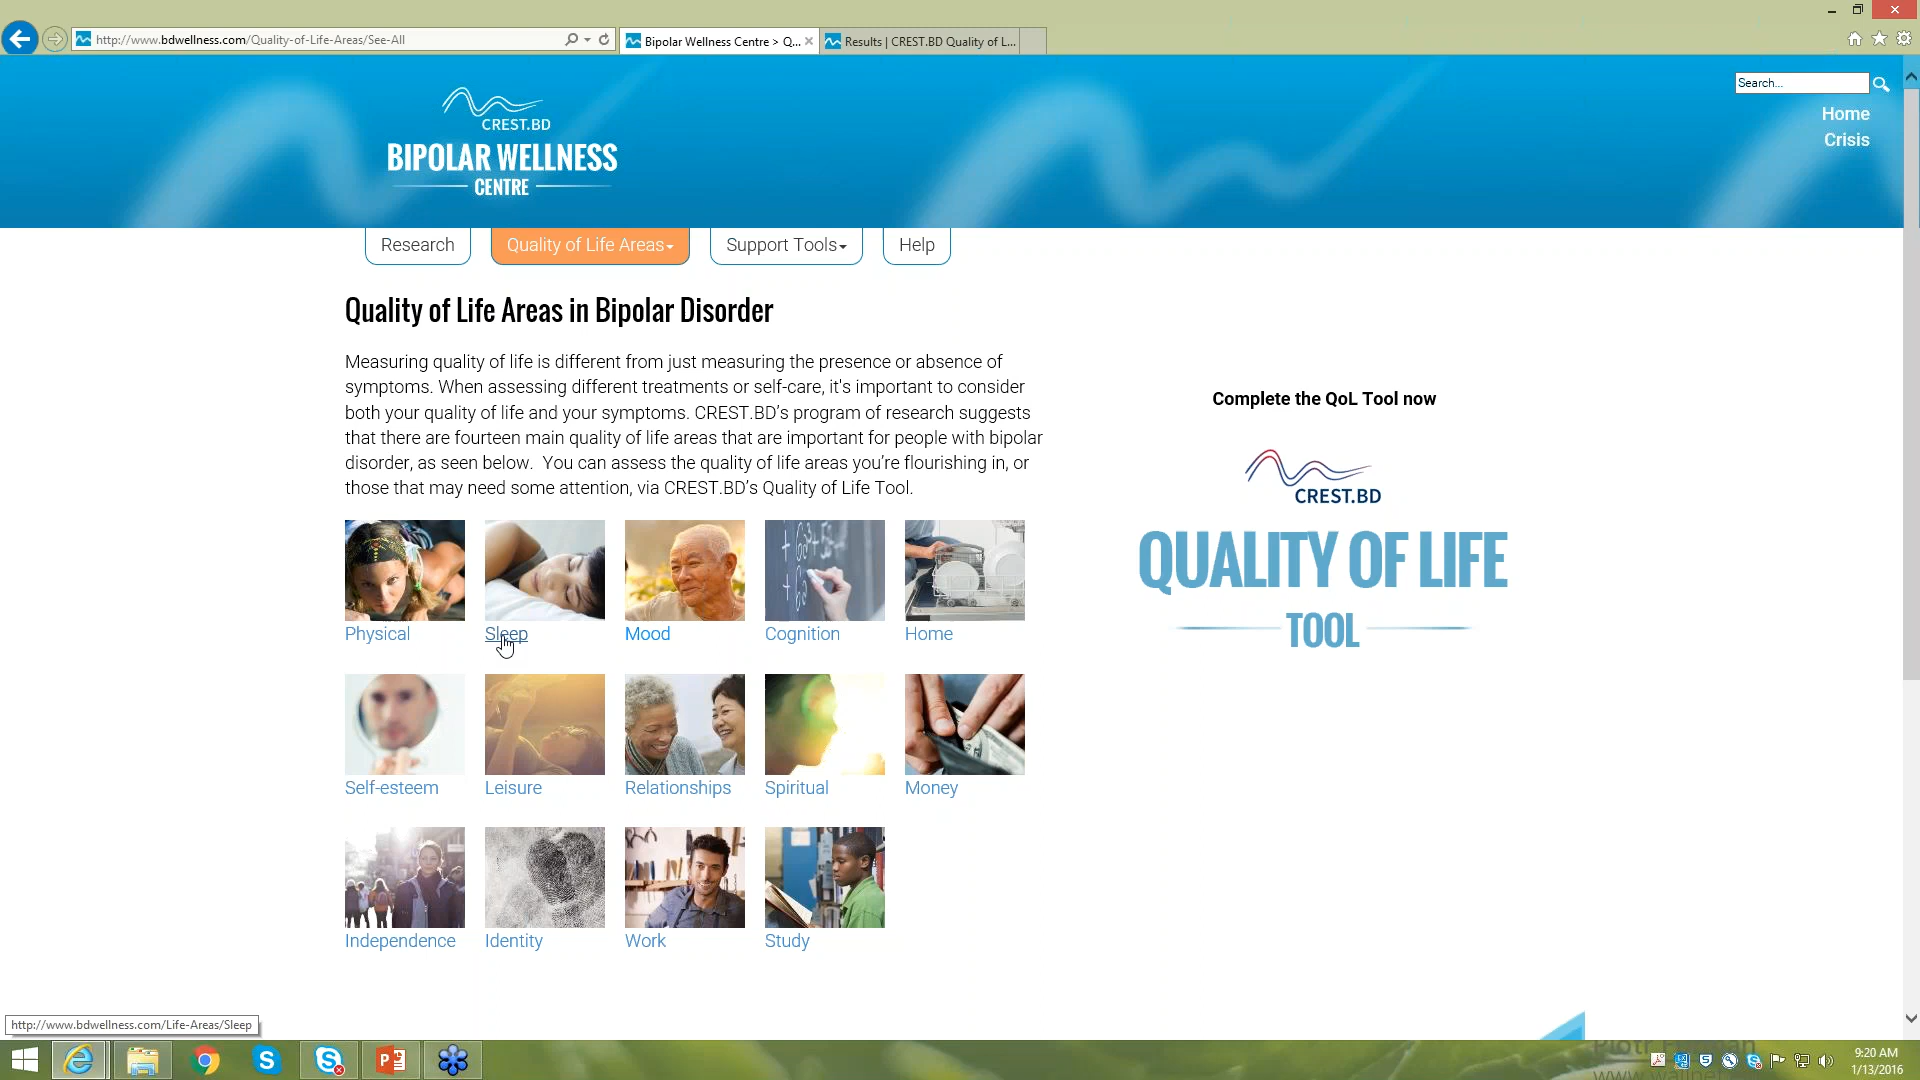 http://www.bdwellness.com/Quality-of-Life-Areas/See-All
Bipolar Wellness Centre > Q...
Results | CREST.BD Quality of L...
Search...
Home
Crisis
CREST.BD
BIPOLAR WELLNESS
CENTRE
Research
Quality of Life Areas
Support Tools
Help
Quality of Life Areas in Bipolar Disorder
Measuring quality of life is different from just measuring the presence or absence of
symptoms. When assessing different treatments or self-care, it's important to consider
both your quality of life and your symptoms. CREST.BD's program of research suggests
that there are fourteen main quality of life areas that are important for people with bipolar
disorder, as seen below.  You can assess the quality of life areas you're flourishing in, or
those that may need some attention, via CREST.BD's Quality of Life Tool.
Complete the QoL Tool now
CREST.BD
QUALITY OF LIFE
TOOL
Physical
Sleep
Mood
Cognition
Home
Self-esteem
Leisure
Relationships
Spiritual
Money
Independence
Identity
Work
Study
http://www.bdwellness.com/Life-Areas/Sleep
9:20 AM
1/13/2016